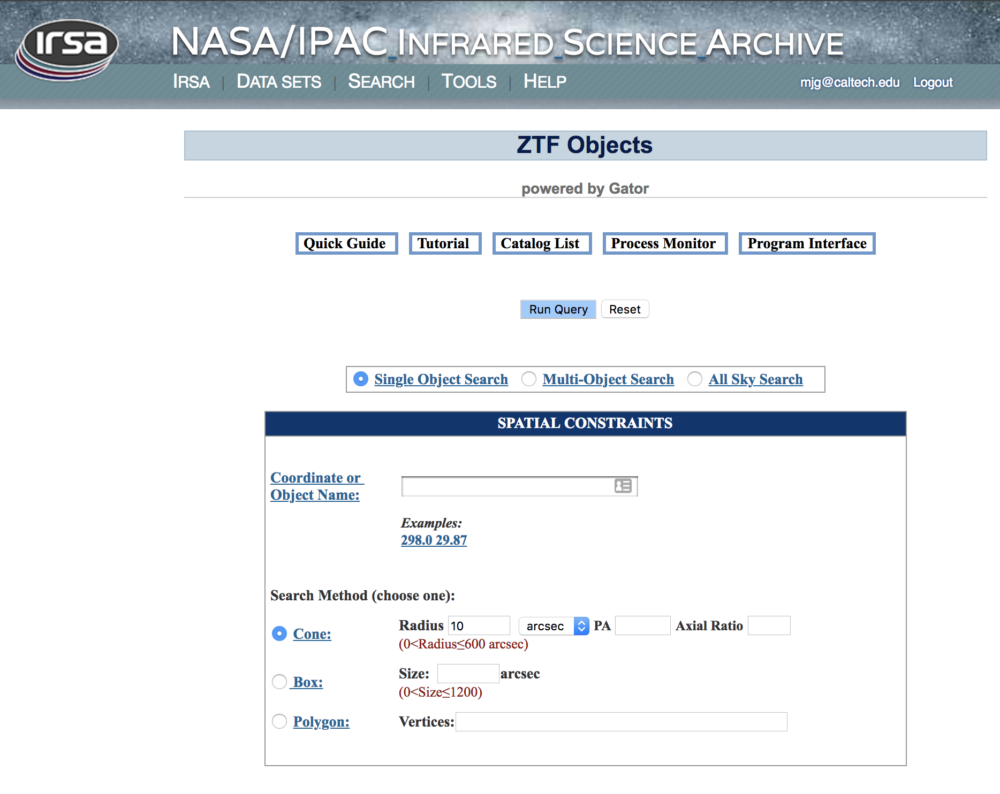 irsa
NASA/IPAC INFRARED SCIENCE ARCHIVE
IRSA | DATA SETS | SEARCH | TOOLS | HELP mjg@caltech.edu Logout
ZTF Objects
powered by Gator
Quick Guide Tutorial Catalog List Process Monitor Program Interface
Run Query Reset
Single Object Search Multi-Object Search All Sky Search
SPATIAL CONSTRAINTS
Coordinate or
Object Name:
Examples:
298.0 29.87
Search Method (choose one):
Cone: Radius 10 arcsec PA Axial Ratio
(0<Radius≤600 arcsec)
Box: Size: arcsec
(0<Size≤1200)
Polygon: Vertices: